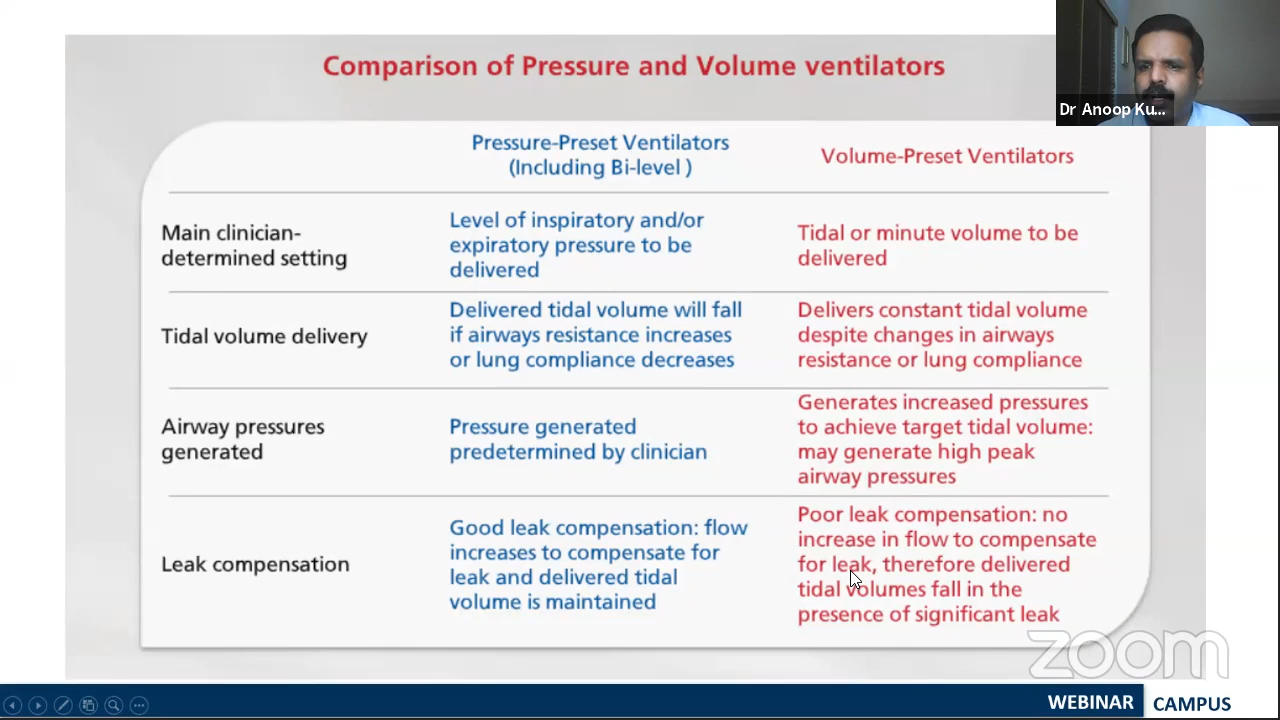 Comparison of Pressure and Volume ventilators
Dr Anoop Ku...
Pressure-Preset Ventilators
(Including Bi-level )
Volume-Preset Ventilators
Main clinician-
determined setting
Level of inspiratory and/or
expiratory pressure to be
delivered
Tidal or minute volume to be
delivered
Tidal volume delivery
Delivered tidal volume will fall
if airways resistance increases
or lung compliance decreases
Delivers constant tidal volume
despite changes in airways
resistance or lung compliance
Airway pressures
generated
Pressure generated
predetermined by clinician
Generates increased pressures
to achieve target tidal volume:
may generate high peak
airway pressures
Leak compensation
Good leak compensation: flow
increases to compensate for
leak and delivered tidal
volume is maintained
Poor leak compensation: no
increase in flow to compensate
for leak, therefore delivered
tidal volumes fall in the
presence of significant leak
zoom
WEBINAR CAMPUS